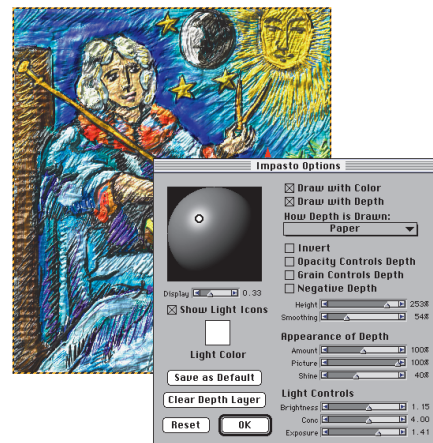 Impasto Options
Display 0.33
Show Light Icons
Light Color
Save as Default
Clear Depth Layer
Reset OK
Draw with Color
Draw with Depth
How Depth is Drawn:
Paper
Invert
Opacity Controls Depth
Grain Controls Depth
Negative Depth
Height 253%
Smoothing 54%
Appearance of Depth
Amount 100%
Picture 100%
Shine 40%
Light Controls
Brightness 1.15
Conc 4.00
Exposure 1.41